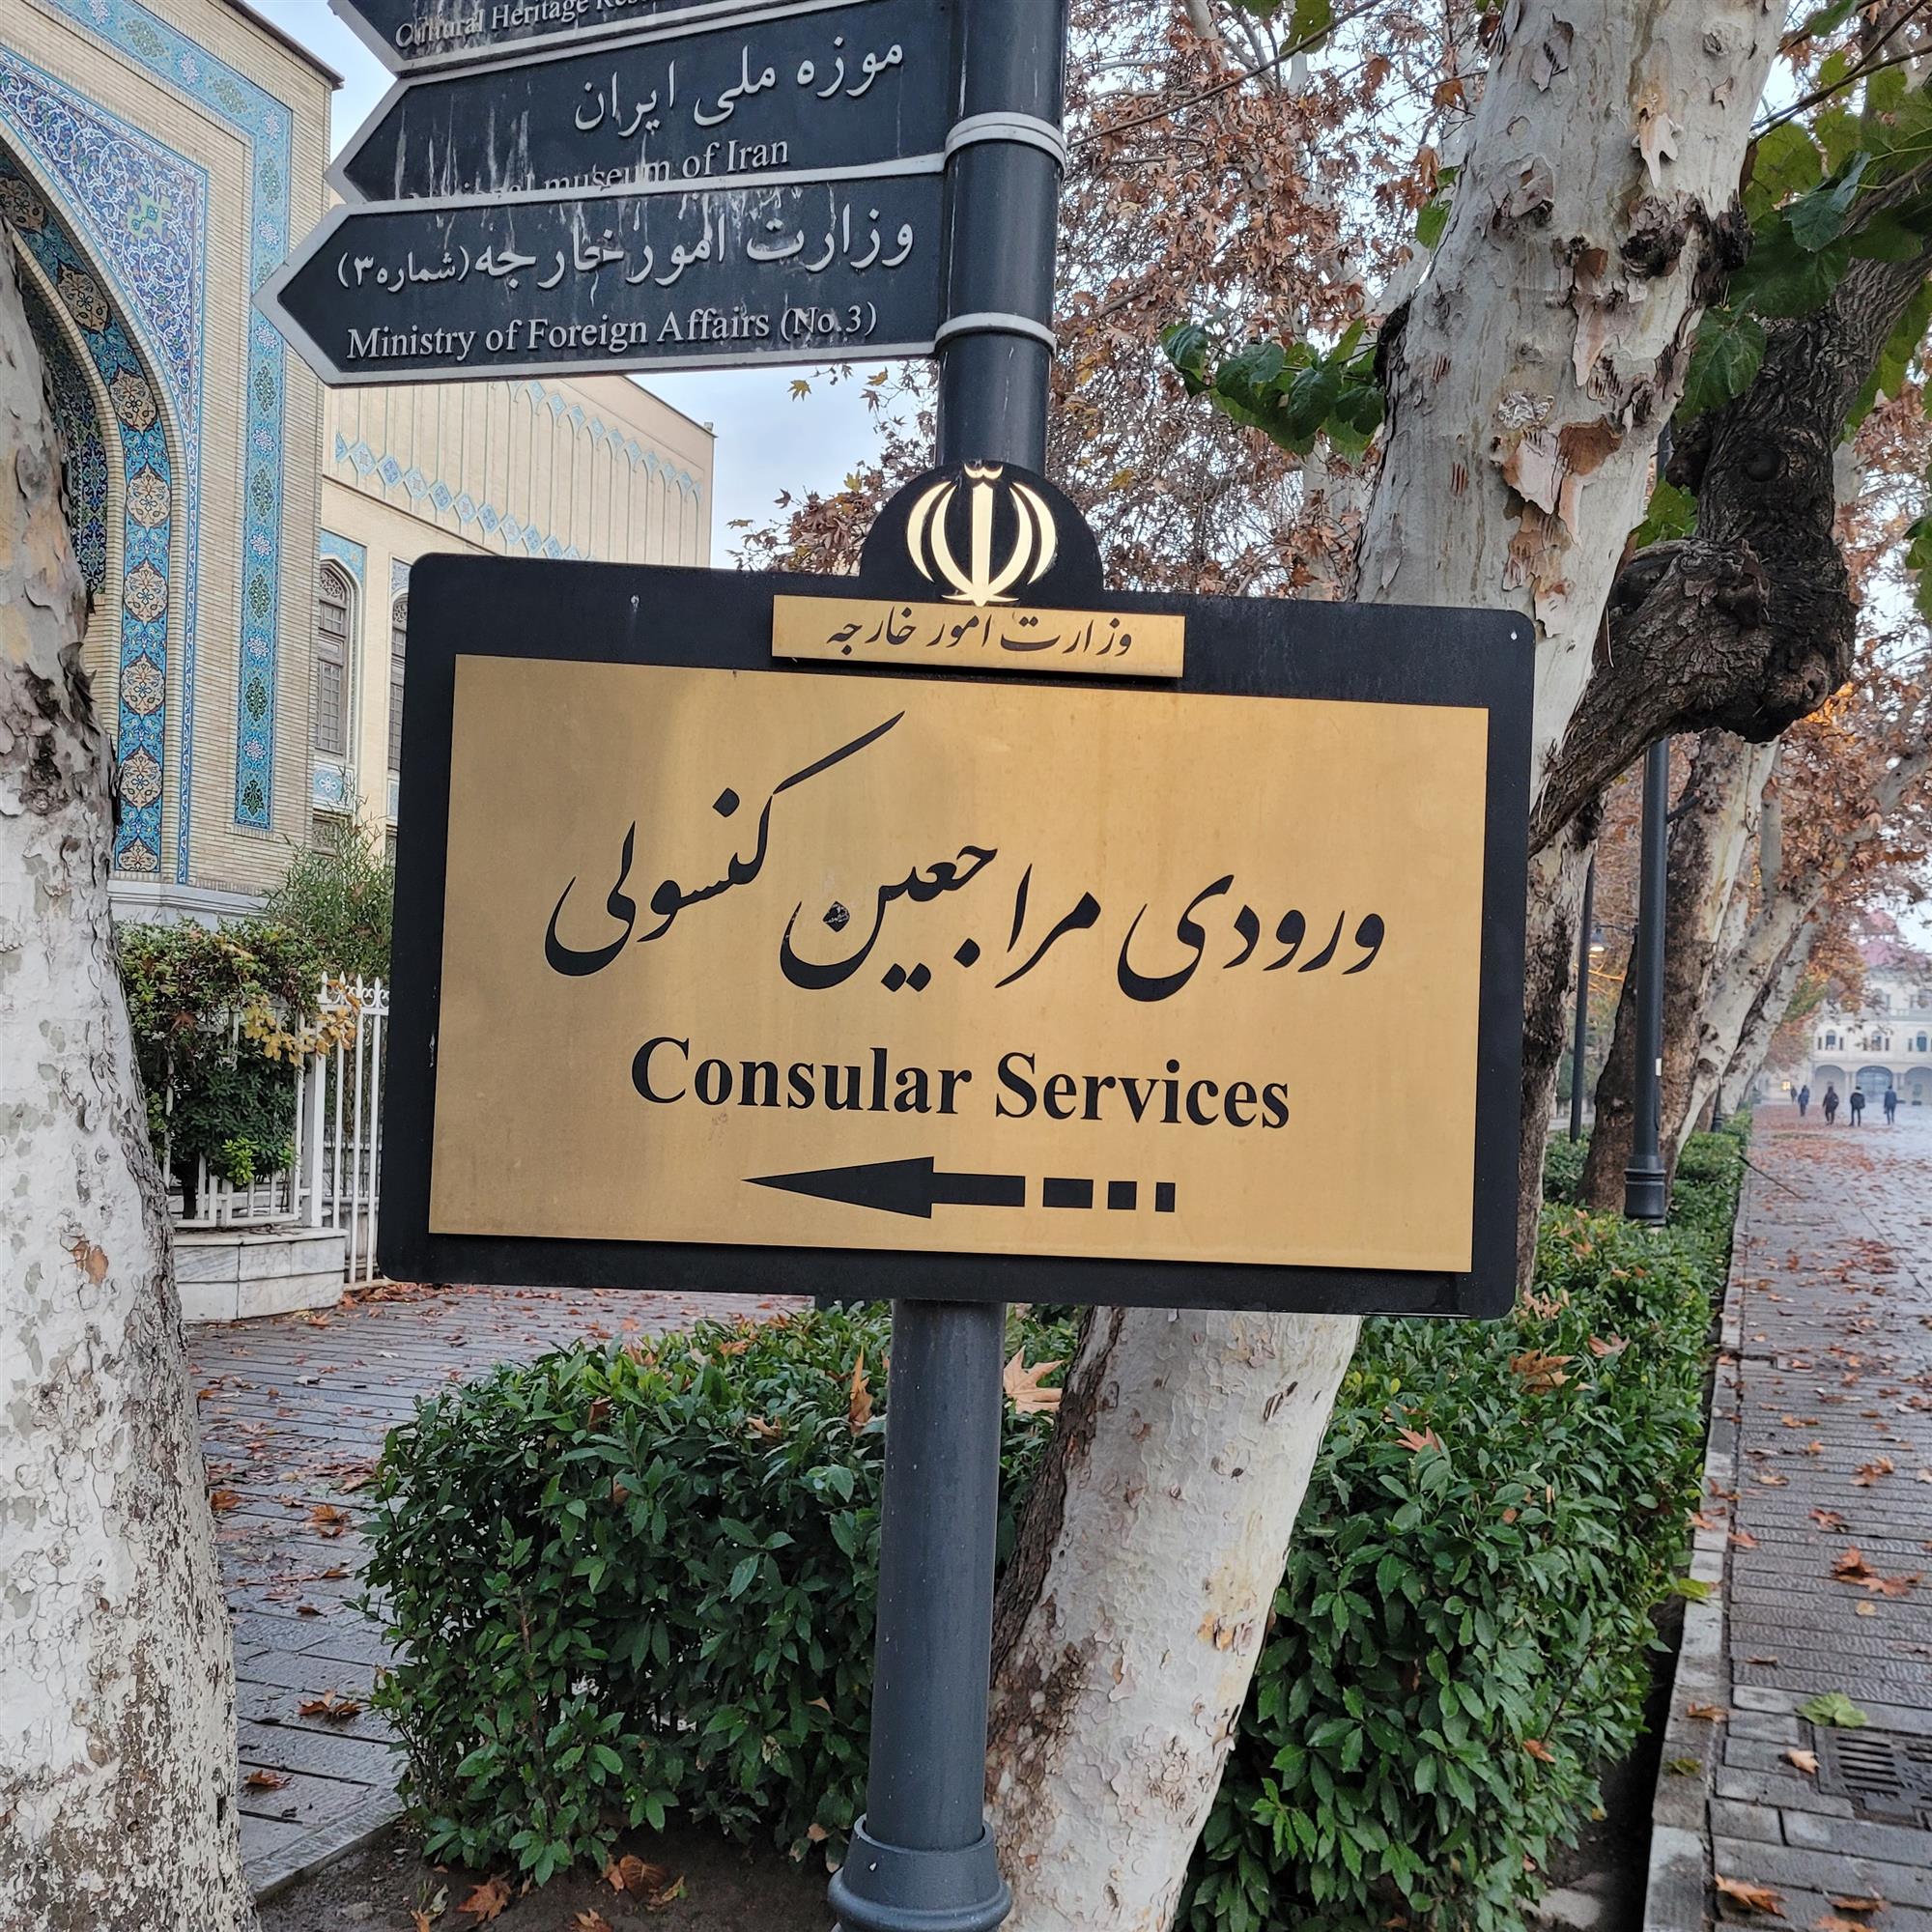 Cultural Heritage
موزه ملی ایران
National museum of Iran
وزارت امور خارجه (شماره ۳)
Ministry of Foreign Affairs (No.3)
وزارت امور خارجه
ورودی مراجعین کنسولی
Consular Services